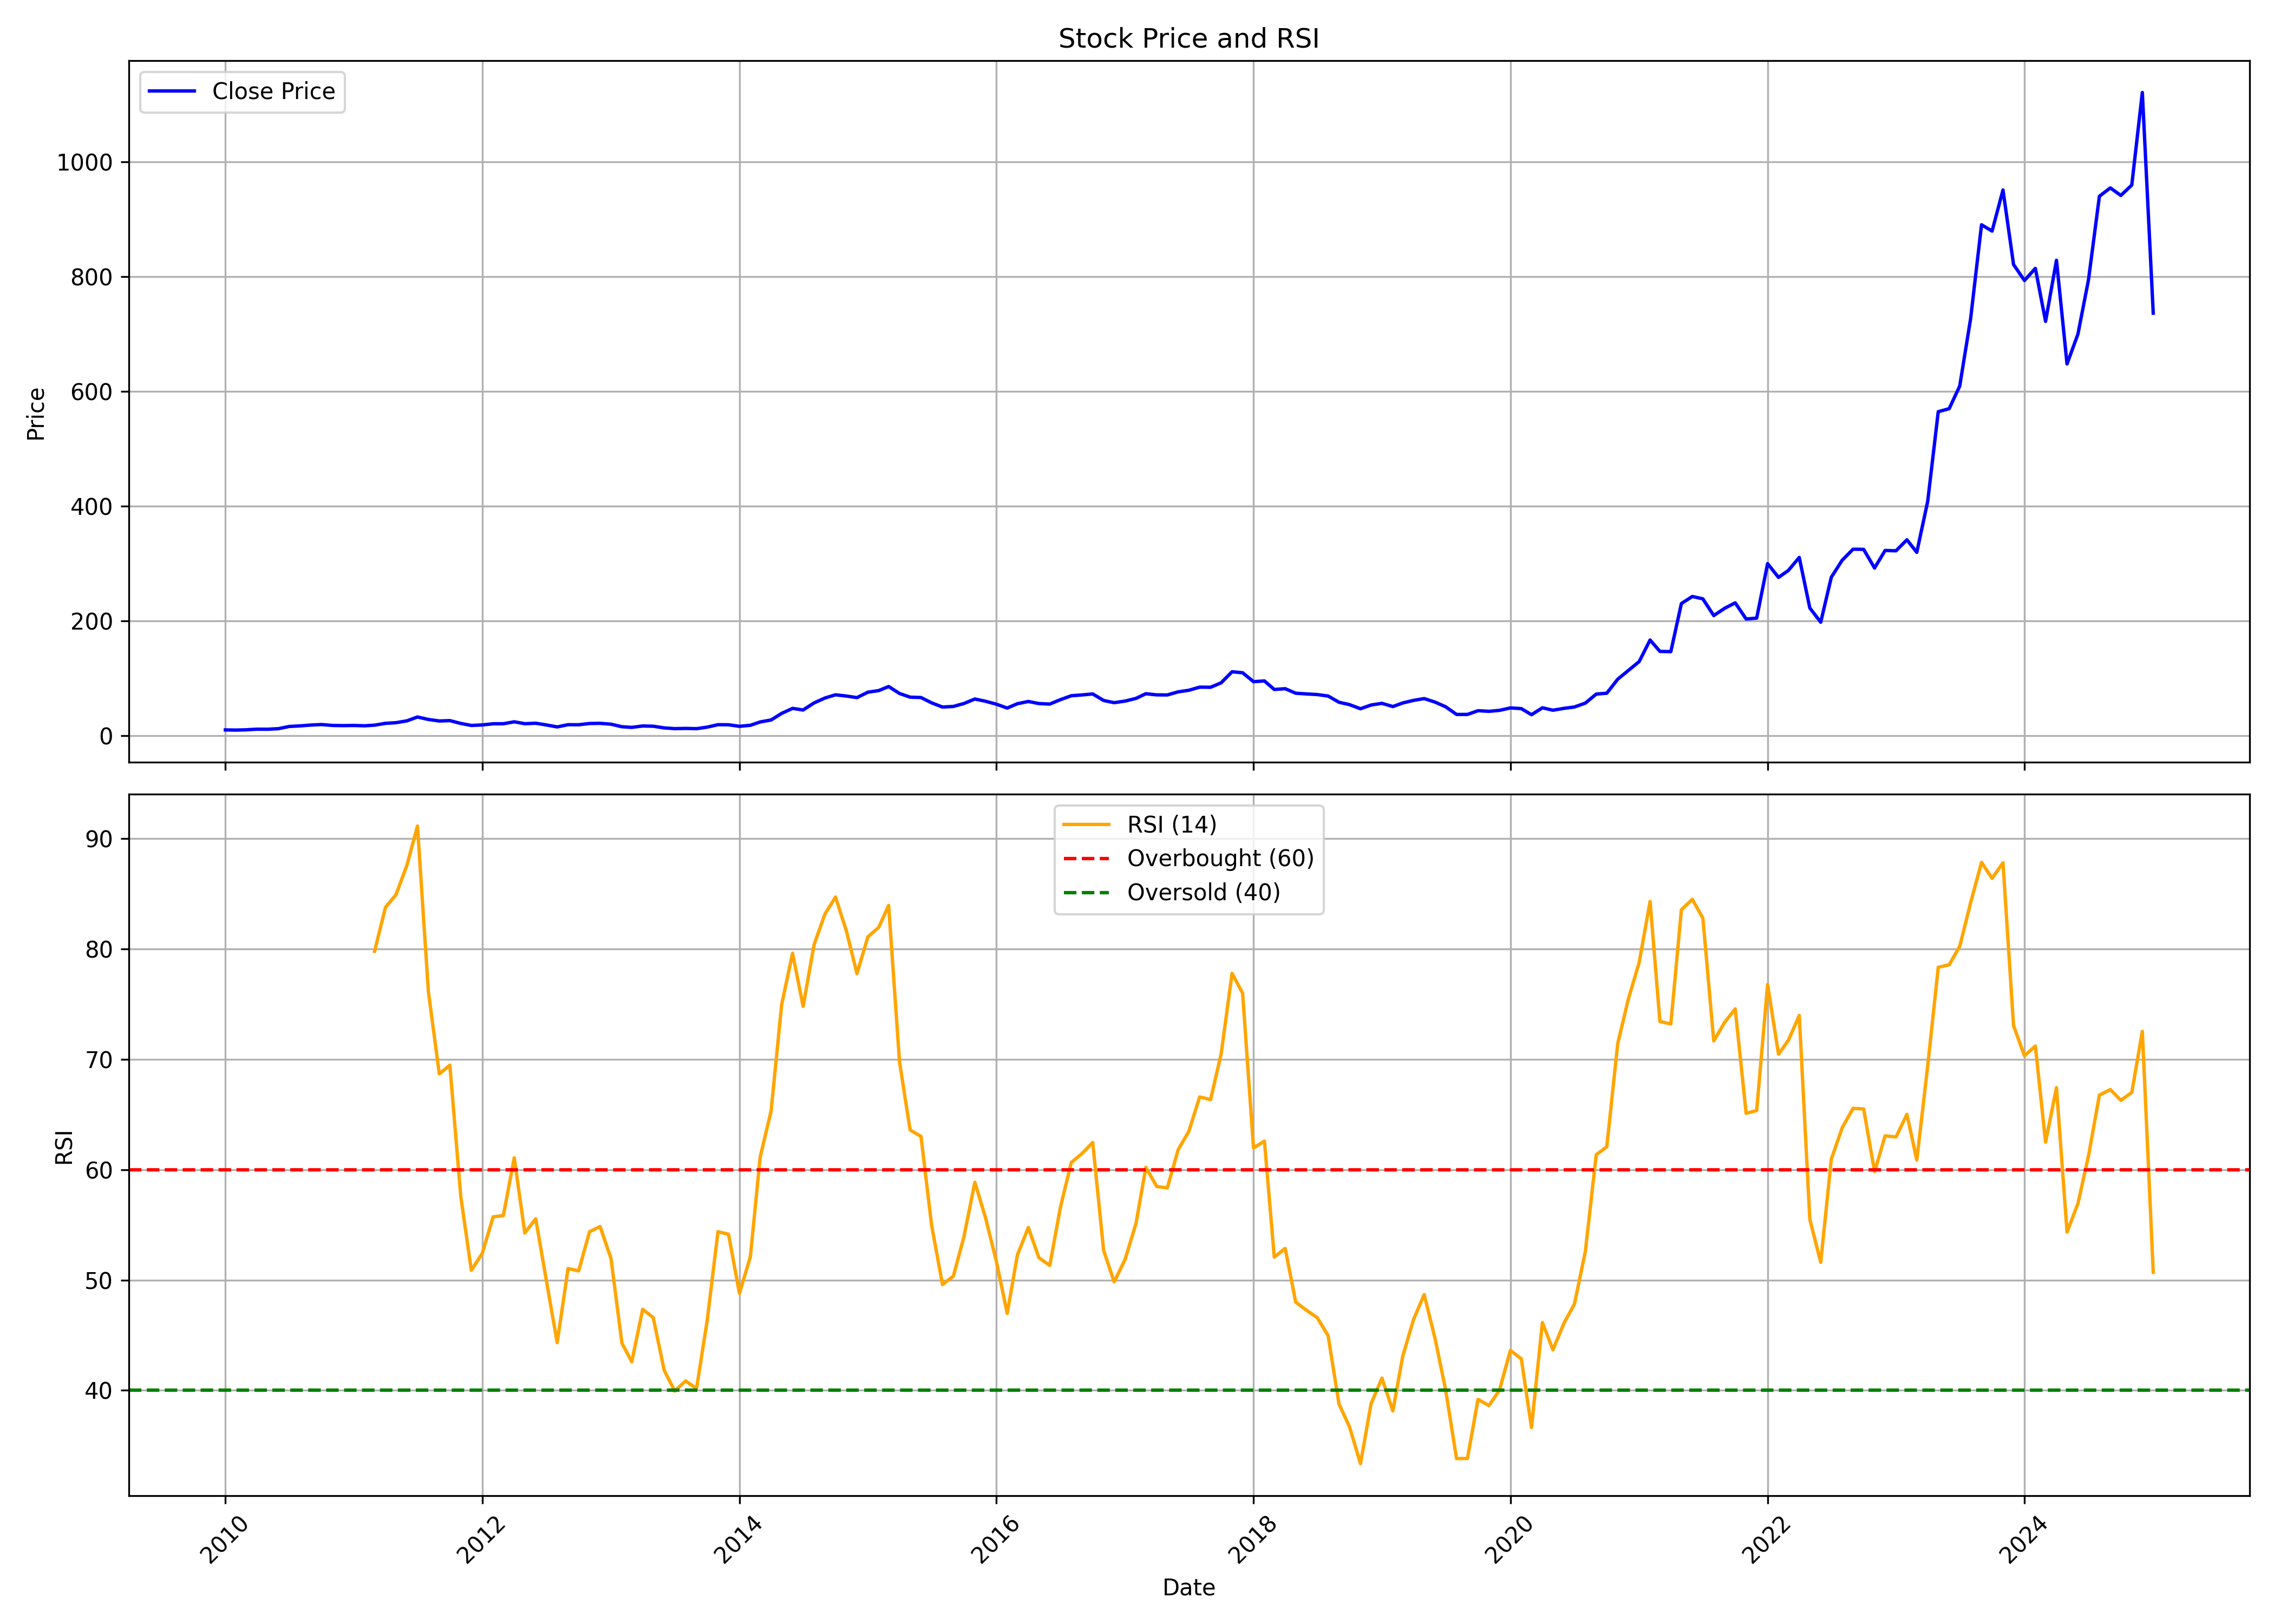 Stock Price and RSI
Close Price
1000
800
600
400
200
0
Price
RSI (14)
Overbought (60)
Oversold (40)
90
80
70
60
50
40
RSI
2010
2012
2014
2016
2018
2020
2022
2024
Date